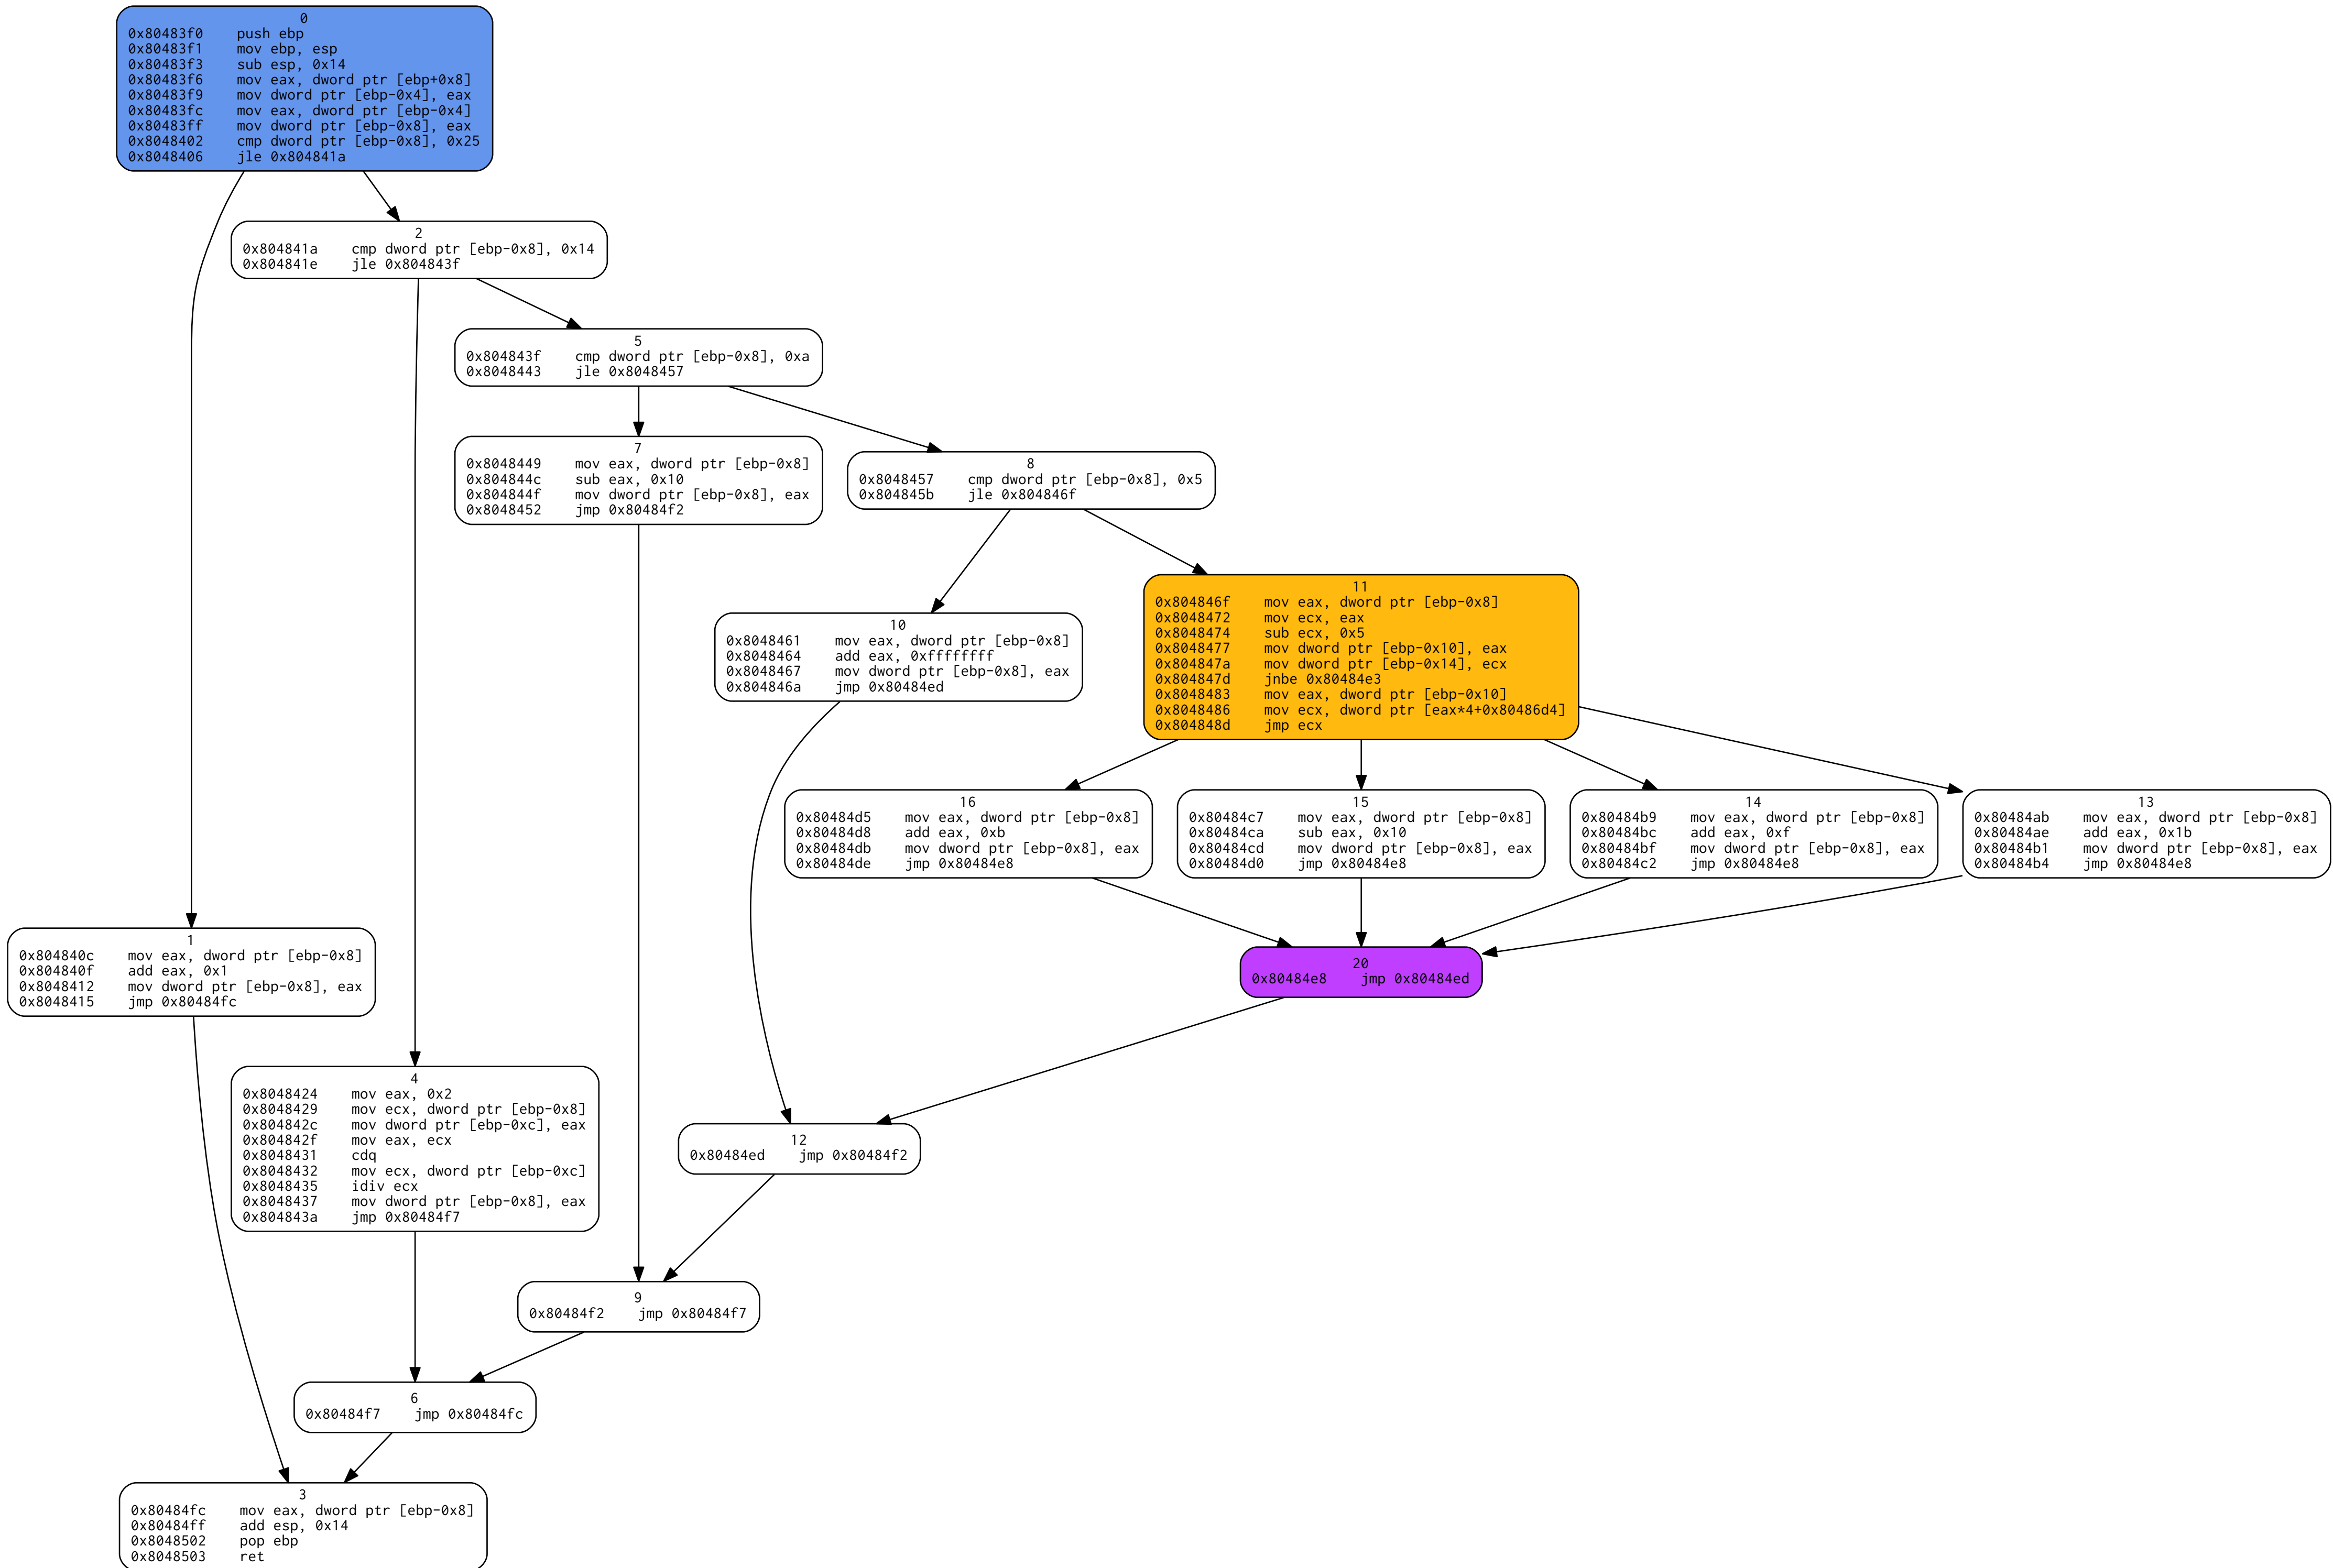 0
0x80483f0    push ebp
0x80483f1    mov ebp, esp
0x80483f3    sub esp, 0x14
0x80483f6    mov eax, dword ptr [ebp+0x8]
0x80483f9    mov dword ptr [ebp-0x4], eax
0x80483fc    mov eax, dword ptr [ebp-0x4]
0x80483ff    mov dword ptr [ebp-0x8], eax
0x8048402    cmp dword ptr [ebp-0x8], 0x25
0x8048406    jle 0x804841a
2
0x804841a    cmp dword ptr [ebp-0x8], 0x14
0x804841e    jle 0x804843f
5
0x804843f    cmp dword ptr [ebp-0x8], 0xa
0x8048443    jle 0x8048457
7
0x8048449    mov eax, dword ptr [ebp-0x8]
0x804844c    sub eax, 0x10
0x804844f    mov dword ptr [ebp-0x8], eax
0x8048452    jmp 0x80484f2
8
0x8048457    cmp dword ptr [ebp-0x8], 0x5
0x804845b    jle 0x804846f
11
0x804846f    mov eax, dword ptr [ebp-0x8]
0x8048472    mov ecx, eax
0x8048474    sub ecx, 0x5
0x8048477    mov dword ptr [ebp-0x10], eax
0x804847a    mov dword ptr [ebp-0x14], ecx
0x804847d    jnbe 0x80484e3
0x8048483    mov eax, dword ptr [ebp-0x10]
0x8048486    mov ecx, dword ptr [eax*4+0x80486d4]
0x804848d    jmp ecx
10
0x8048461    mov eax, dword ptr [ebp-0x8]
0x8048464    add eax, 0xffffffff
0x8048467    mov dword ptr [ebp-0x8], eax
0x804846a    jmp 0x80484ed
16
0x80484d5    mov eax, dword ptr [ebp-0x8]
0x80484d8    add eax, 0xb
0x80484db    mov dword ptr [ebp-0x8], eax
0x80484de    jmp 0x80484e8
15
0x80484c7    mov eax, dword ptr [ebp-0x8]
0x80484ca    sub eax, 0x10
0x80484cd    mov dword ptr [ebp-0x8], eax
0x80484d0    jmp 0x80484e8
14
0x80484b9    mov eax, dword ptr [ebp-0x8]
0x80484bc    add eax, 0xf
0x80484bf    mov dword ptr [ebp-0x8], eax
0x80484c2    jmp 0x80484e8
13
0x80484ab    mov eax, dword ptr [ebp-0x8]
0x80484ae    add eax, 0x1b
0x80484b1    mov dword ptr [ebp-0x8], eax
0x80484b4    jmp 0x80484e8
1
0x804840c    mov eax, dword ptr [ebp-0x8]
0x804840f    add eax, 0x1
0x8048412    mov dword ptr [ebp-0x8], eax
0x8048415    jmp 0x80484fc
20
0x80484e8    jmp 0x80484ed
4
0x8048424    mov eax, 0x2
0x8048429    mov ecx, dword ptr [ebp-0x8]
0x804842c    mov dword ptr [ebp-0xc], eax
0x804842f    mov eax, ecx
0x8048431    cdq
0x8048432    mov ecx, dword ptr [ebp-0xc]
0x8048435    idiv ecx
0x8048437    mov dword ptr [ebp-0x8], eax
0x804843a    jmp 0x80484f7
12
0x80484ed    jmp 0x80484f2
9
0x80484f2    jmp 0x80484f7
6
0x80484f7    jmp 0x80484fc
3
0x80484fc    mov eax, dword ptr [ebp-0x8]
0x80484ff    add esp, 0x14
0x8048502    pop ebp
0x8048503    ret